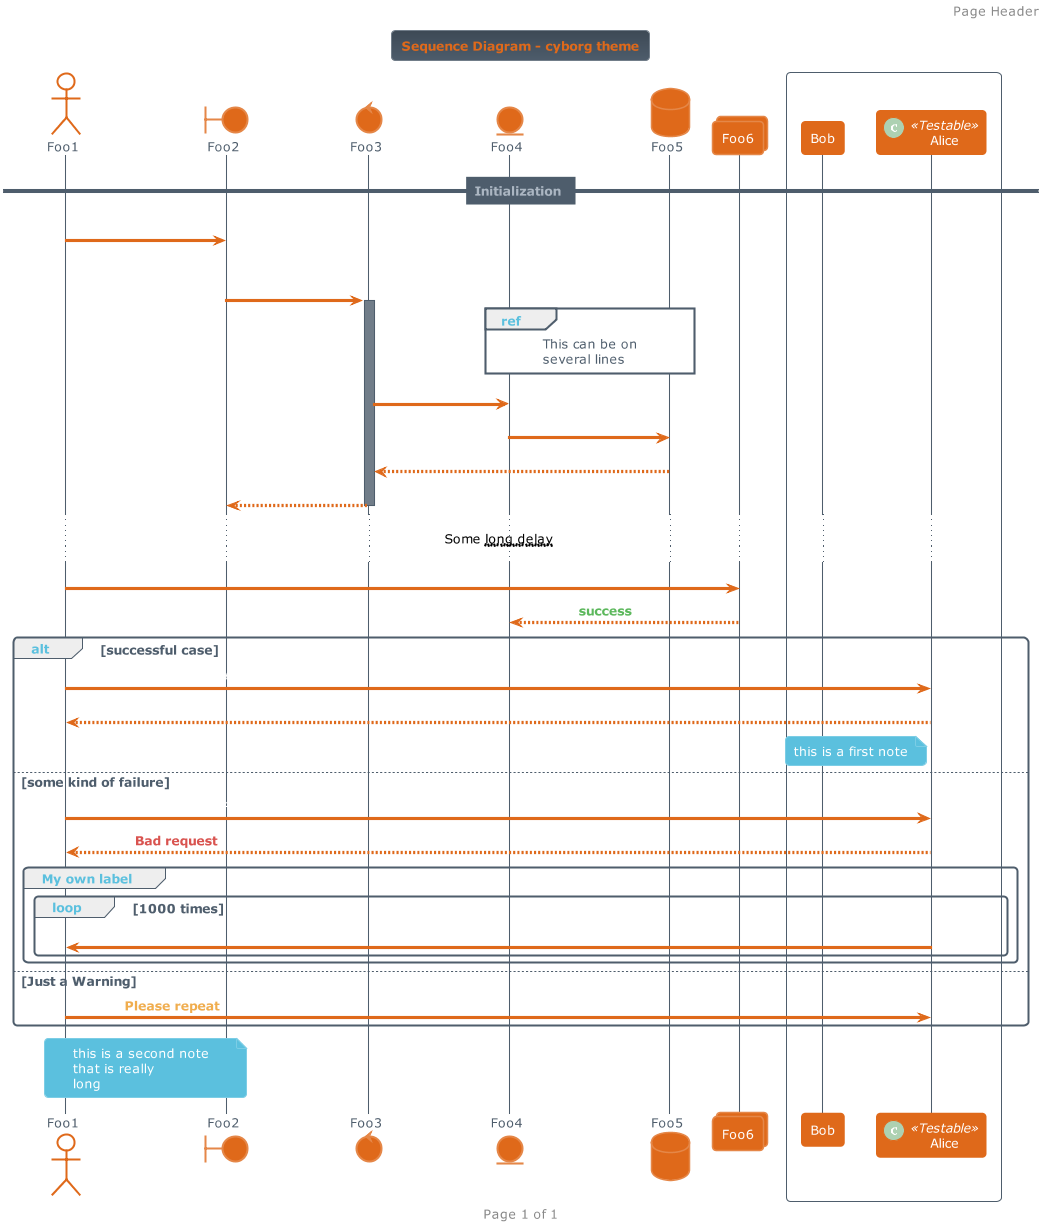 Page Header
Sequence Diagram - cyborg theme
Foo1
Foo2
Foo3
Foo4
Foo5
Foo6
Bob
C «Testable»
Alice
Initialization
ref
This can be on
several lines
Some long delay
success
alt [successful case]
this is a first note
[some kind of failure]
Bad request
My own label
loop [1000 times]
[Just a Warning]
Please repeat
this is a second note
that is really
long
Foo1
Foo2
Foo3
Foo4
Foo5
Foo6
Bob
C «Testable»
Alice
Page 1 of 1